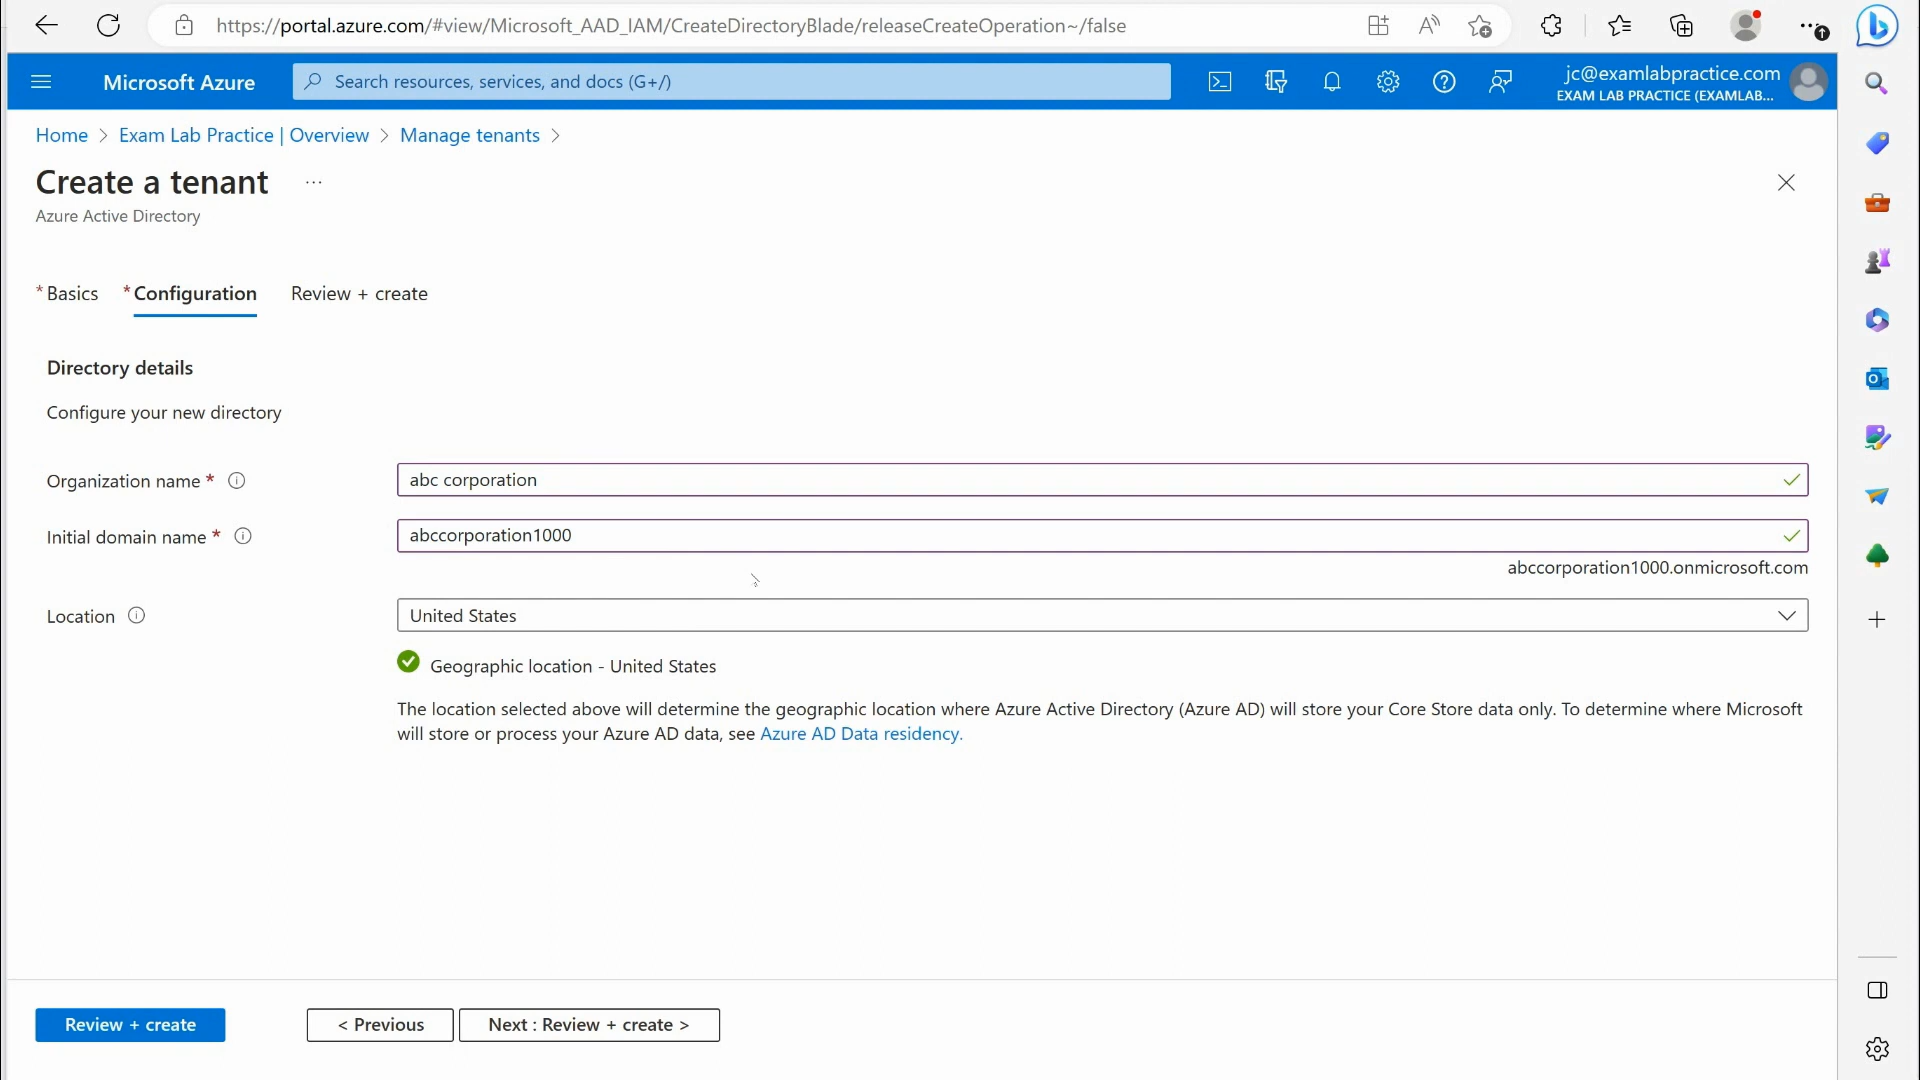 https://portal.azure.com/#view/Microsoft_AAD_IAM/CreateDirectoryBlade/releaseCreateOperation~/false
Microsoft Azure
Search resources, services, and docs (G+/)
jc@examlabpractice.com
EXAM LAB PRACTICE (EXAMLAB...
Home > Exam Lab Practice | Overview > Manage tenants >
Create a tenant ...
Azure Active Directory
* Basics * Configuration Review + create
Directory details
Configure your new directory
Organization name * abc corporation
Initial domain name * abccorporation1000
abccorporation1000.onmicrosoft.com
Location United States
Geographic location - United States
The location selected above will determine the geographic location where Azure Active Directory (Azure AD) will store your Core Store data only. To determine where Microsoft
will store or process your Azure AD data, see Azure AD Data residency.
Review + create < Previous Next : Review + create >